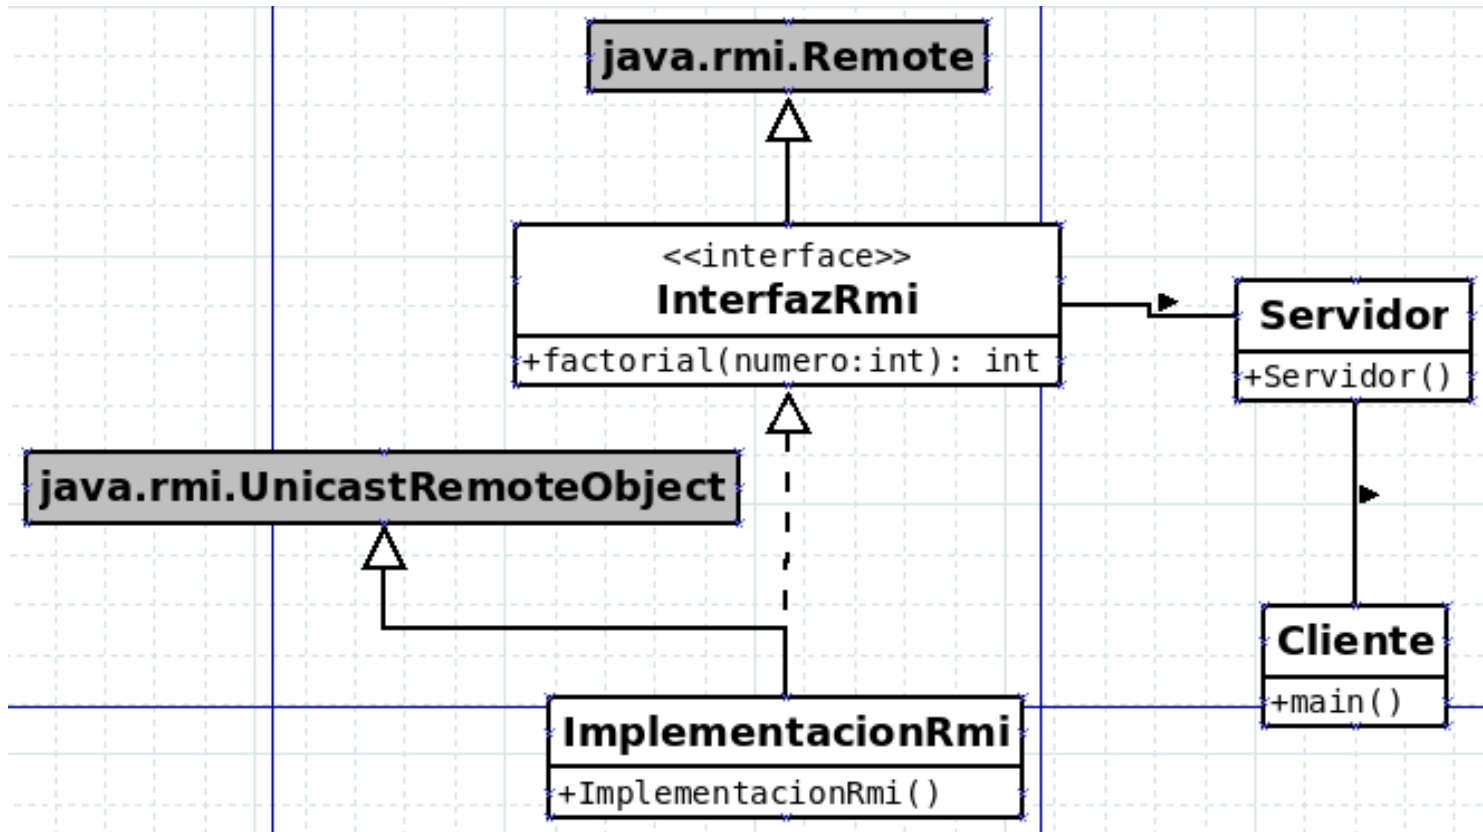 java.rmi.Remote
<<interface>>
InterfazRmi
+factorial(numero:int): int
Servidor
+Servidor()
java.rmi.UnicastRemoteObject
Cliente
+main()
ImplementacionRmi
+ImplementacionRmi()